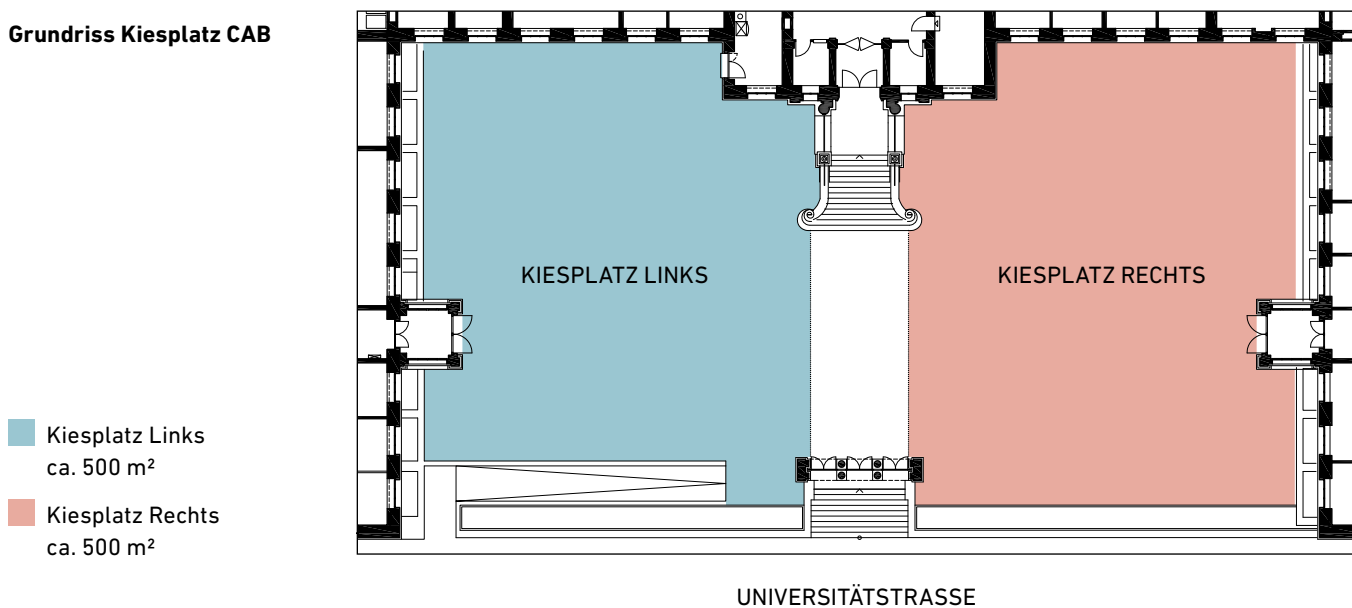 Grundriss Kiesplatz CAB
KIESPLATZ LINKS
KIESPLATZ RECHTS
Kiesplatz Links
ca. 500 m²
Kiesplatz Rechts
ca. 500 m²
UNIVERSITÄTSTRASSE